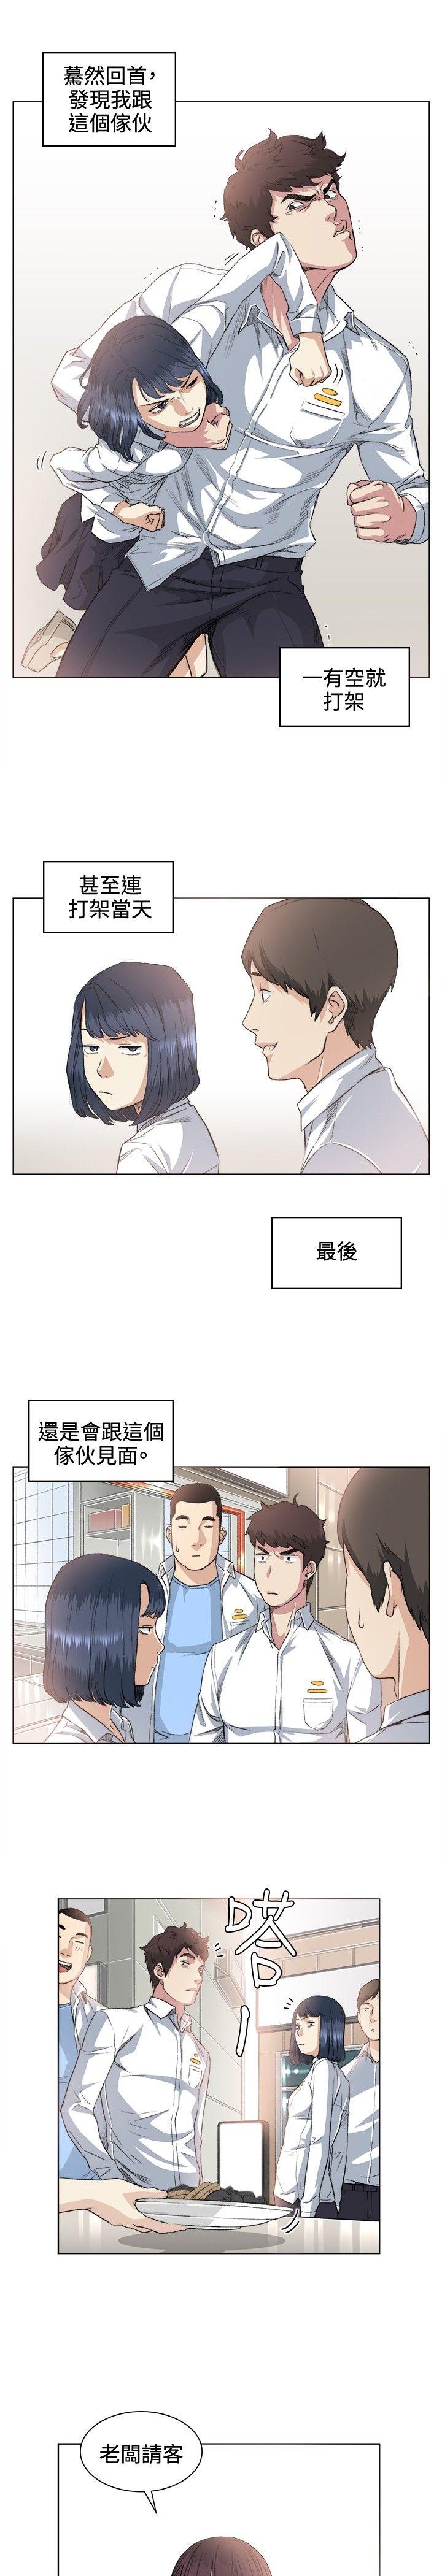 驀然回首，
發現我跟
這個傢伙
一有空就
打架
甚至連
打架當天
最後
還是會跟這個
傢伙見面。
嗒
老闆請客